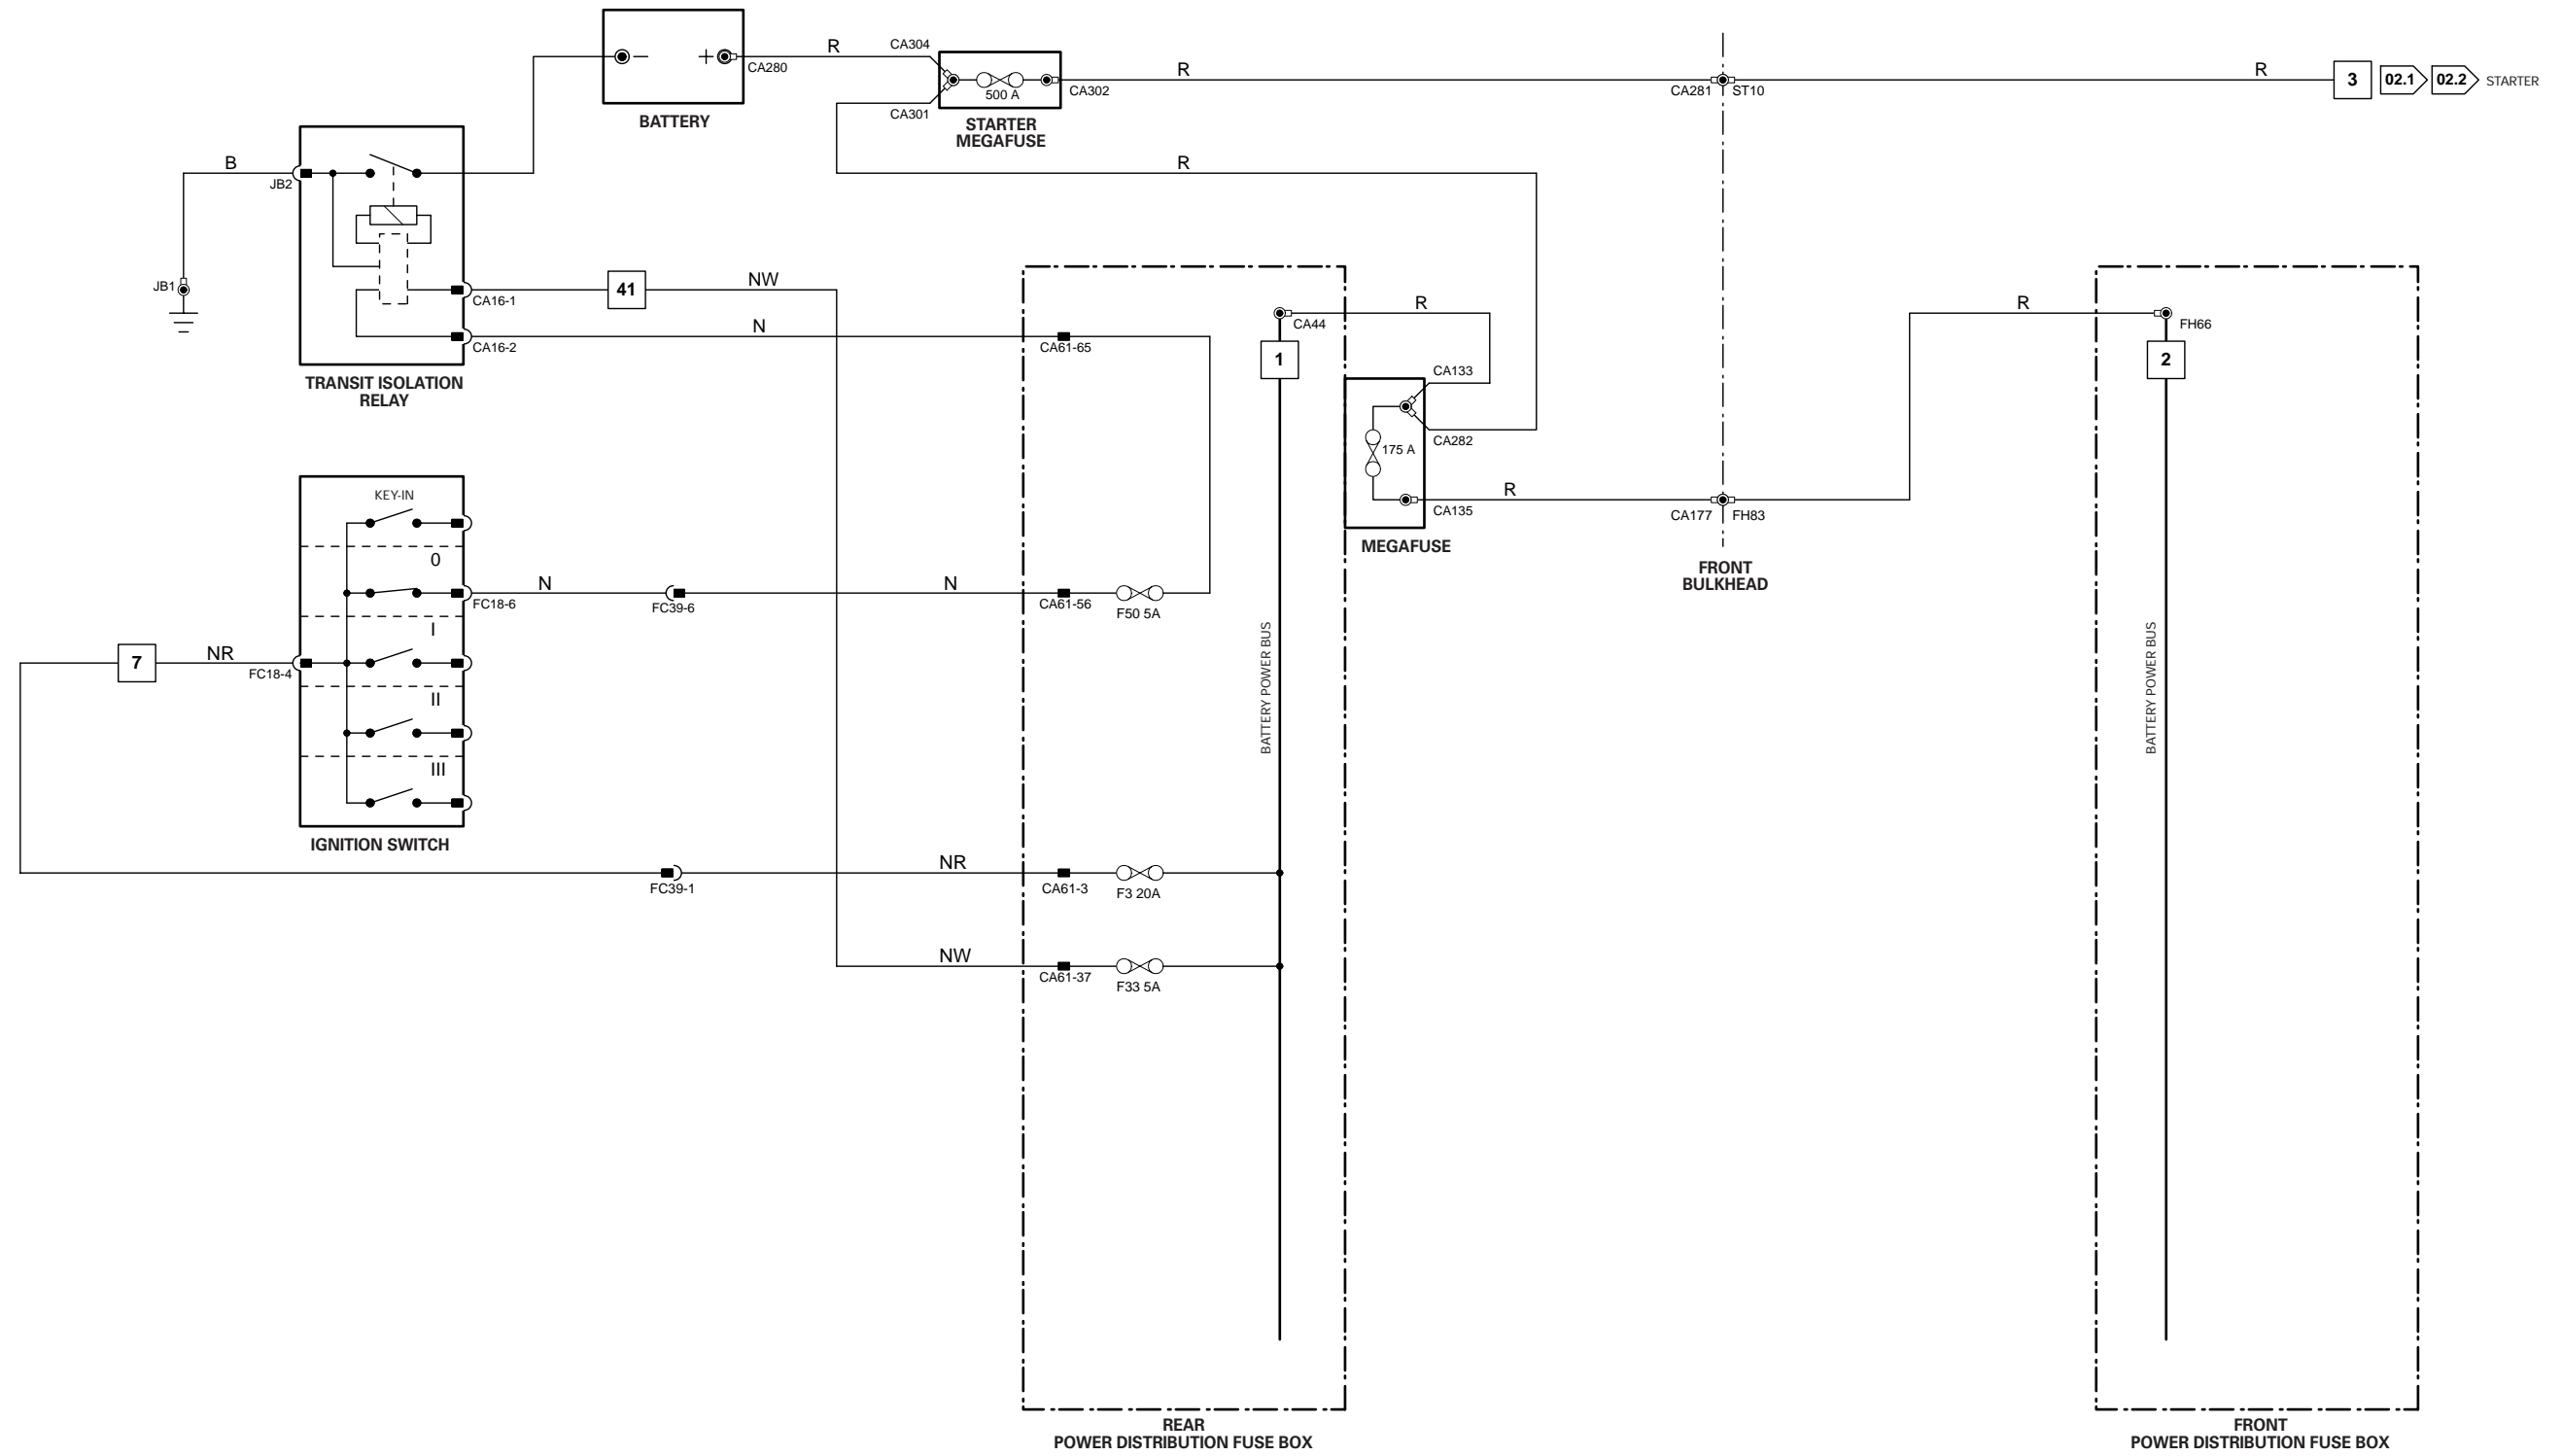 R
CA304
CA280
500 A
CA302
CA301
BATTERY
STARTER
MEGAFUSE
R
CA281
ST10
R
3
02.1
02.2
STARTER
B
JB2
R
JB1
CA16-1
41
NW
CA16-2
N
CA61-65
TRANSIT ISOLATION
RELAY
CA44
R
1
CA133
CA282
175 A
CA135
R
MEGAFUSE
CA177
FH83
FRONT
BULKHEAD
R
FH66
2
KEY-IN
0
I
II
III
FC18-6
N
FC39-6
N
CA61-56
F50 5A
7
NR
FC18-4
IGNITION SWITCH
BATTERY POWER BUS
BATTERY POWER BUS
FC39-1
NR
CA61-3
F3 20A
NW
CA61-37
F33 5A
REAR
POWER DISTRIBUTION FUSE BOX
FRONT
POWER DISTRIBUTION FUSE BOX